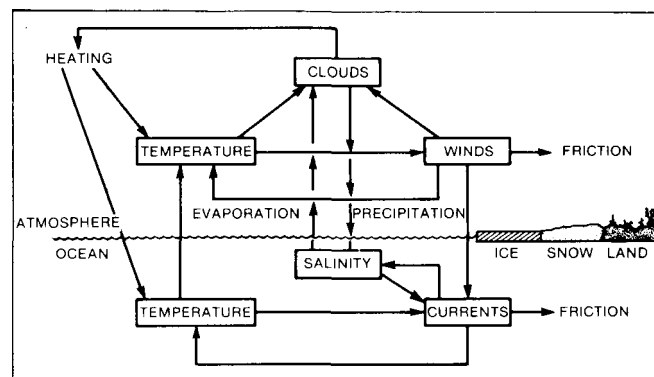 HEATING
CLOUDS
TEMPERATURE
WINDS
FRICTION
EVAPORATION
PRECIPITATION
ATMOSPHERE
OCEAN
ICE
SNOW
LAND
SALINITY
TEMPERATURE
CURRENTS
FRICTION